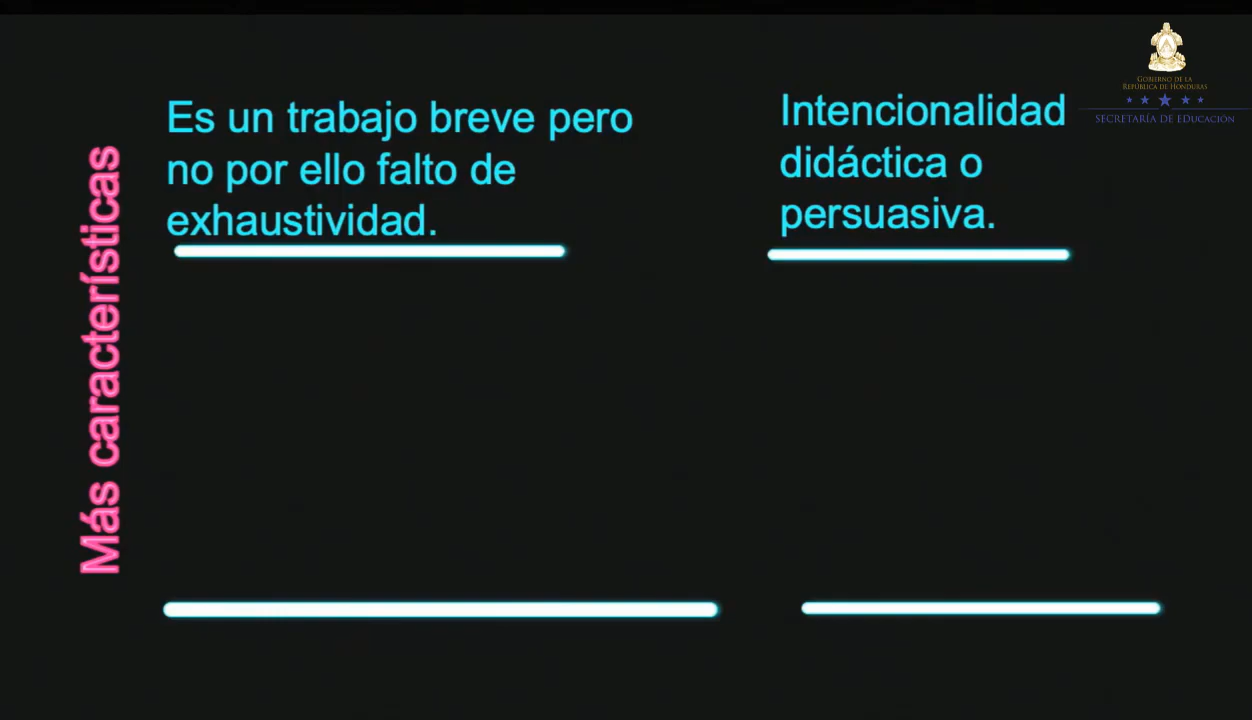 Más características
Es un trabajo breve pero
no por ello falto de
exhaustividad.
Intencionalidad
didáctica o
persuasiva.
GOBIERNO DE LA
REPÚBLICA DE HONDURAS
SECRETARÍA DE EDUCACIÓN